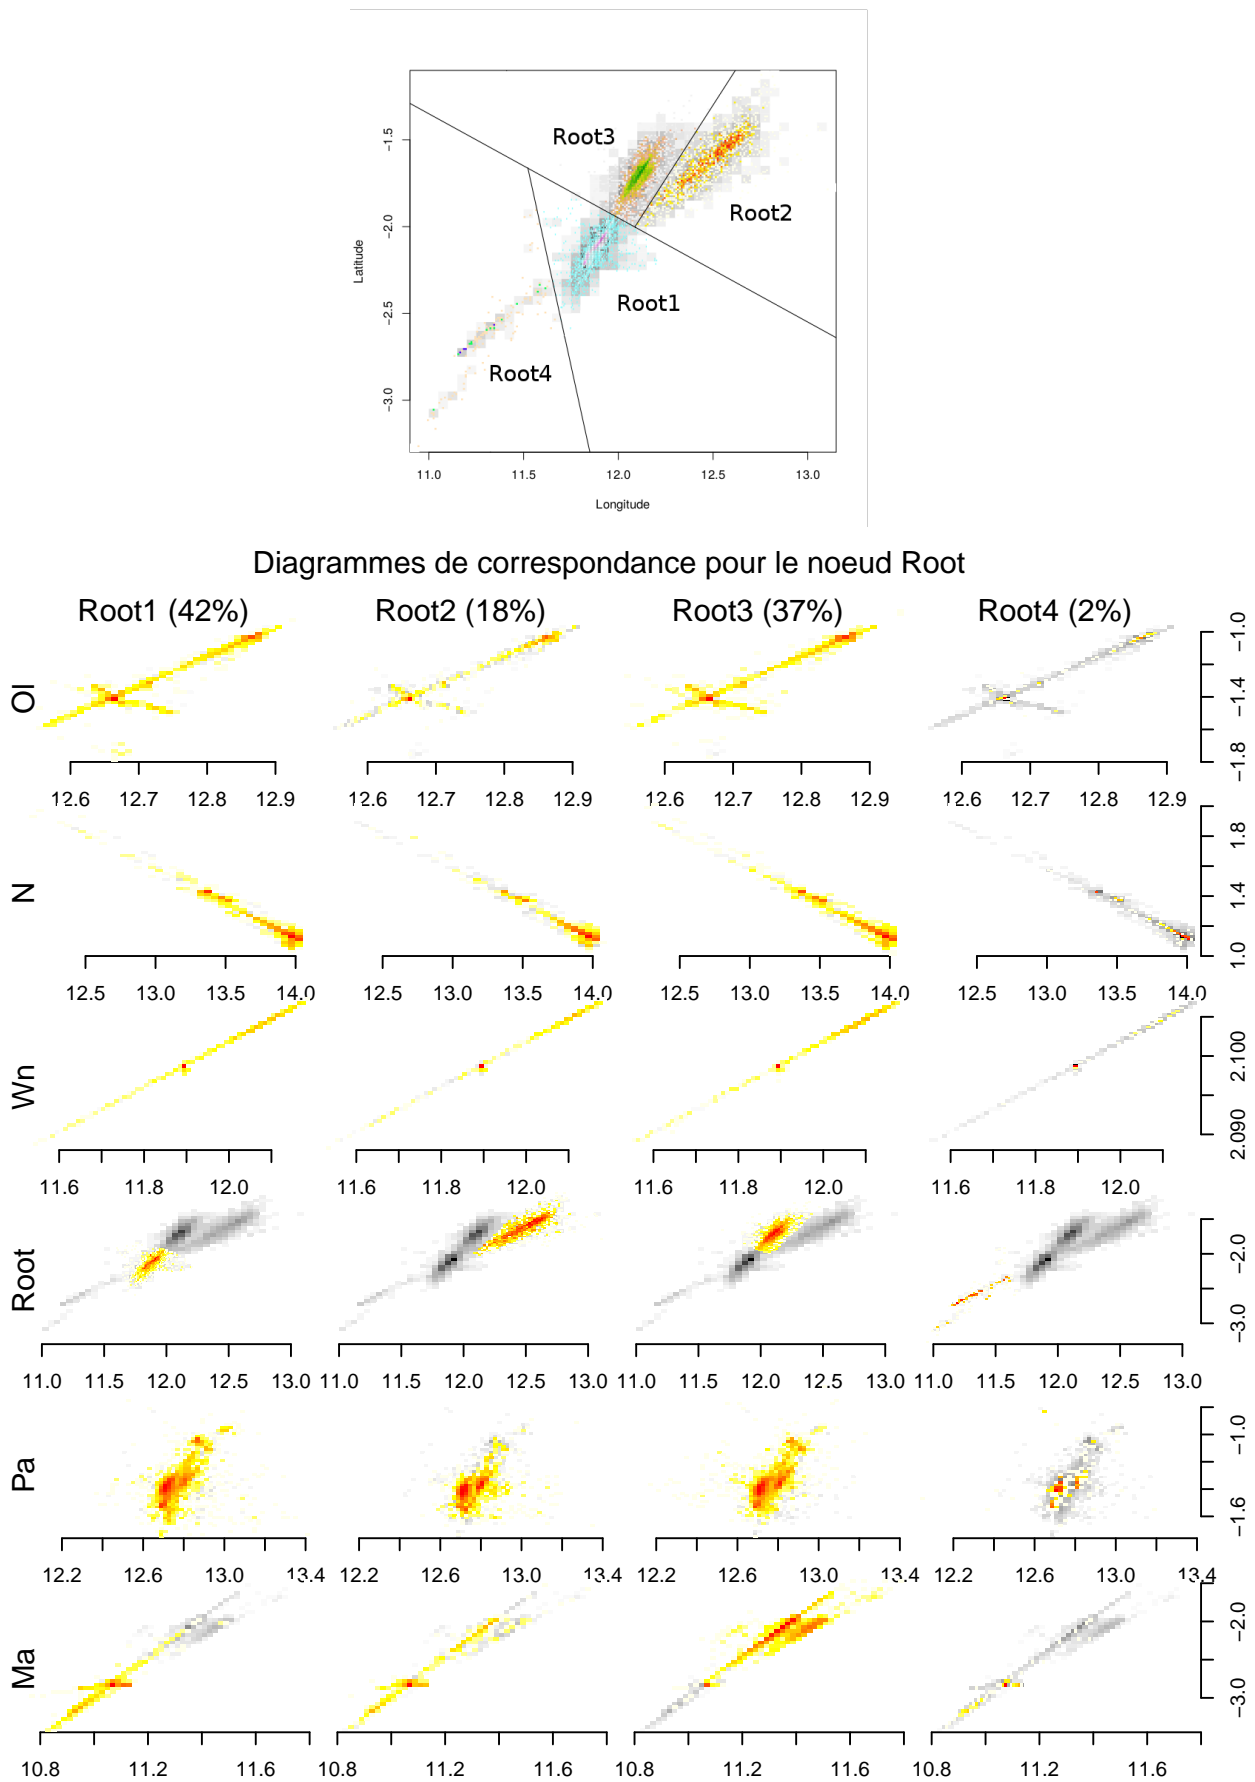 Root3
Root2
Root1
Root4
Latitude
−1.5
−2.0
−2.5
−3.0
11.0 11.5 12.0 12.5 13.0
Longitude
Diagrammes de correspondance pour le noeud Root
Root1 (42%) Root2 (18%) Root3 (37%) Root4 (2%)
Ol
−1.0
−1.4
−1.8
12.6 12.7 12.8 12.9 12.6 12.7 12.8 12.9 12.6 12.7 12.8 12.9 12.6 12.7 12.8 12.9
N
1.8
1.4
1.0
12.5 13.0 13.5 14.0 12.5 13.0 13.5 14.0 12.5 13.0 13.5 14.0 12.5 13.0 13.5 14.0
Wn
2.100
2.090
11.6 11.8 12.0 11.6 11.8 12.0 11.6 11.8 12.0 11.6 11.8 12.0
Root
−2.0
−3.0
11.0 11.5 12.0 12.5 13.0 11.0 11.5 12.0 12.5 13.0 11.0 11.5 12.0 12.5 13.0 11.0 11.5 12.0 12.5 13.0
Pa
−1.0
−1.6
12.2 12.6 13.0 13.4 12.2 12.6 13.0 13.4 12.2 12.6 13.0 13.4 12.2 12.6 13.0 13.4
Ma
−2.0
−3.0
10.8 11.2 11.6 10.8 11.2 11.6 10.8 11.2 11.6 10.8 11.2 11.6